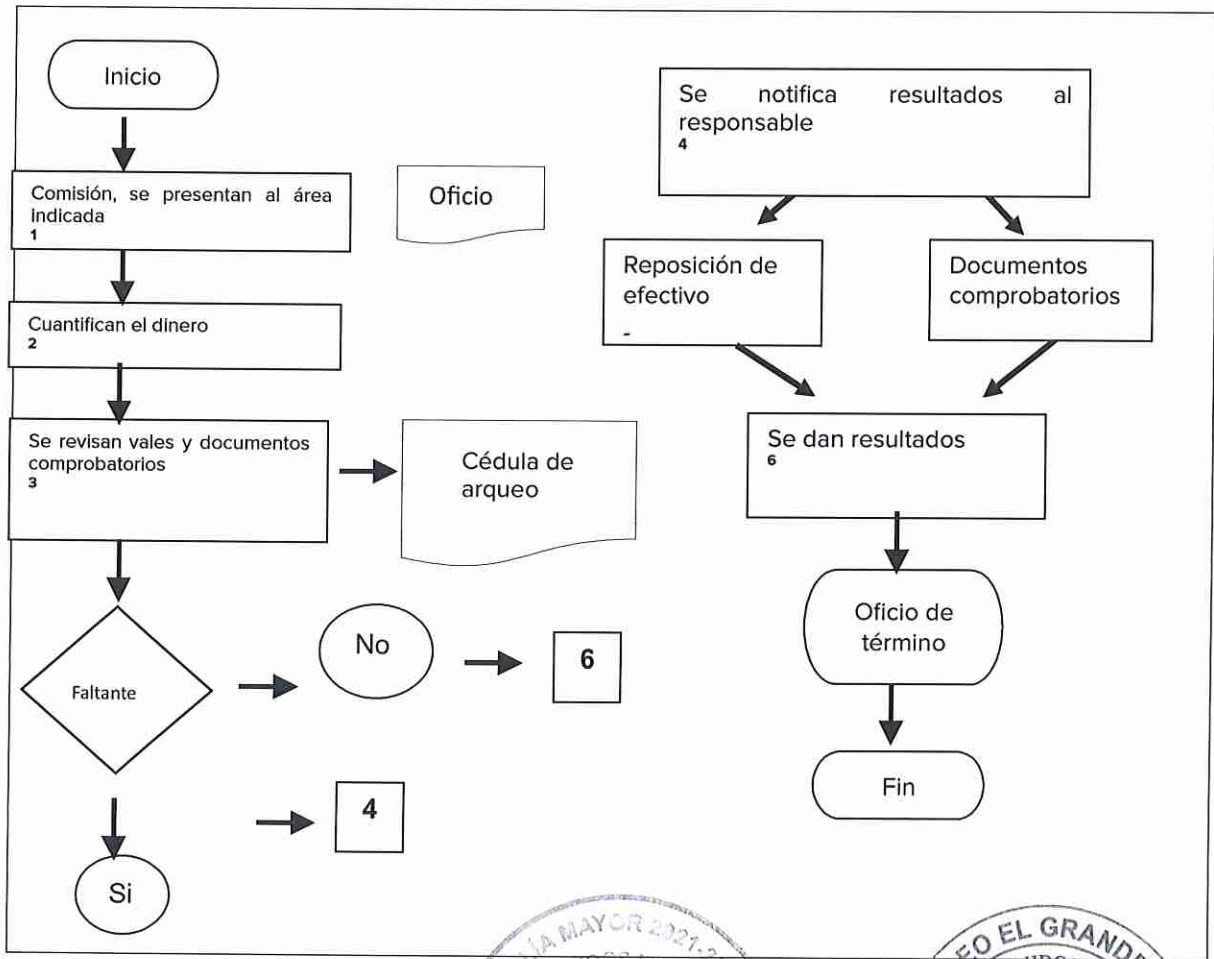 Inicio
Comisión, se presentan al área
indicada
1
Oficio
Cuantifican el dinero
2
Se revisan vales y documentos
comprobatorios
3
Cédula de
arqueo
Faltante
No
6
4
Si
Se notifica resultados al
responsable
4
Reposición de
efectivo
-
Documentos
comprobatorios
Se dan resultados
6
Oficio de
término
Fin
MAYOR 2021-2
EO EL GRANDE